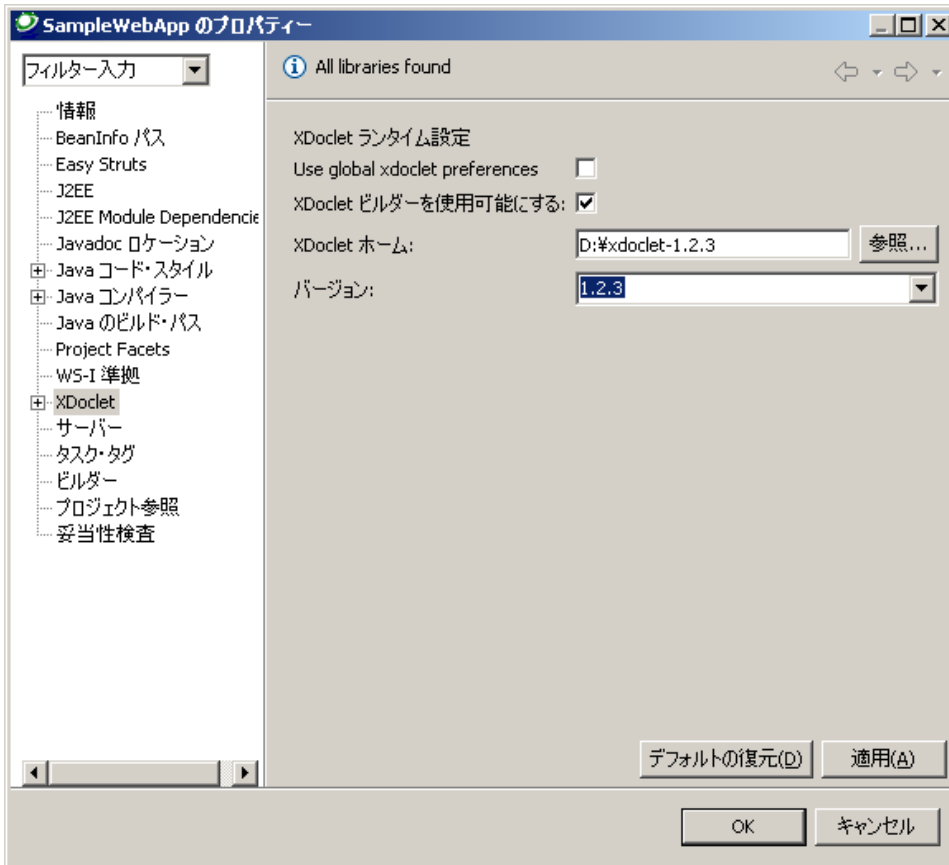 SampleWebApp のプロパティー
フィルター入力
All libraries found
情報
BeanInfo パス
Easy Struts
J2EE
J2EE Module Dependencie
Javadoc ロケーション
Java コード・スタイル
Java コンパイラー
Java のビルド・パス
Project Facets
WS-I 準拠
XDoclet
サーバー
タスク・タグ
ビルダー
プロジェクト参照
妥当性検査
XDoclet ランタイム設定
Use global xdoclet preferences
XDoclet ビルダーを使用可能にする:
XDoclet ホーム: D:¥xdoclet-1.2.3 参照...
バージョン: 1.2.3
デフォルトの復元(D) 適用(A)
OK キャンセル